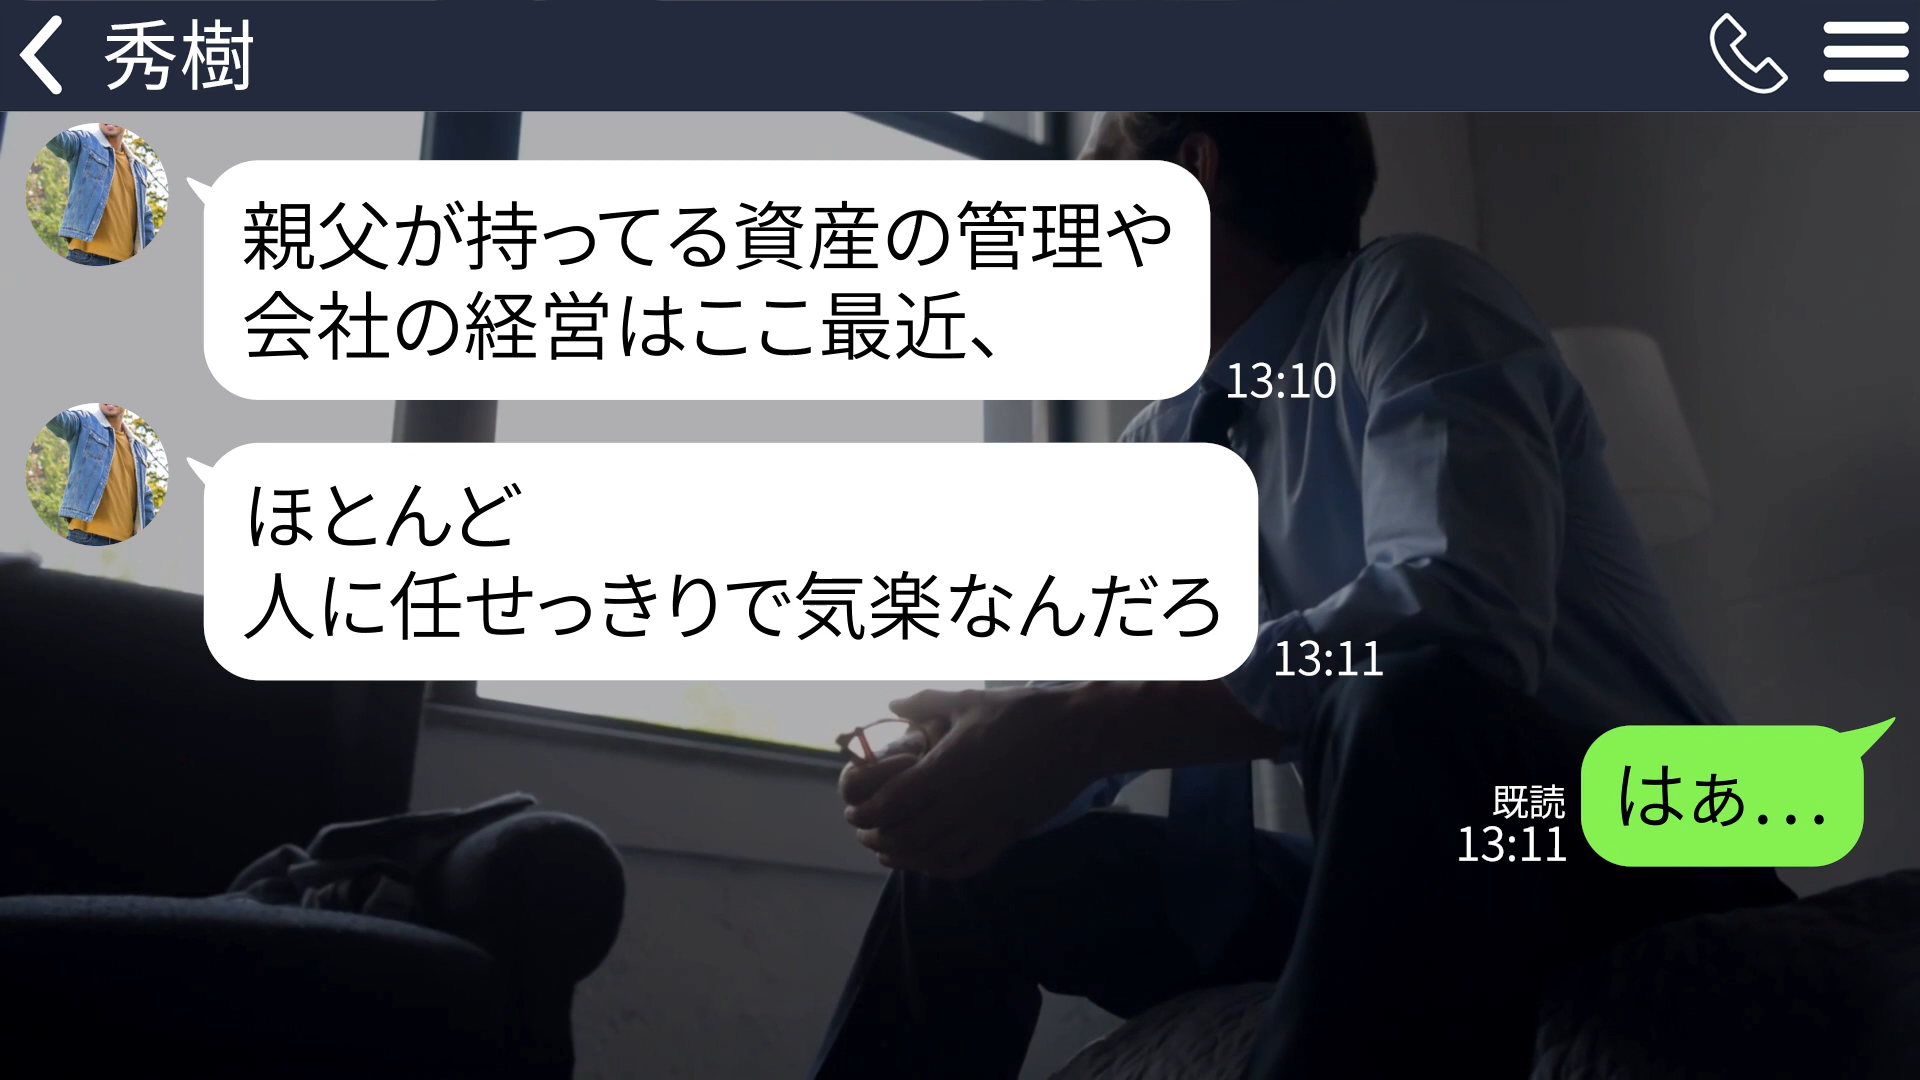 秀樹
親父が持ってる資産の管理や
会社の経営はここ最近、
13:10
ほとんど
人に任せっきりで気楽なんだろ
13:11
はぁ...
既読
13:11